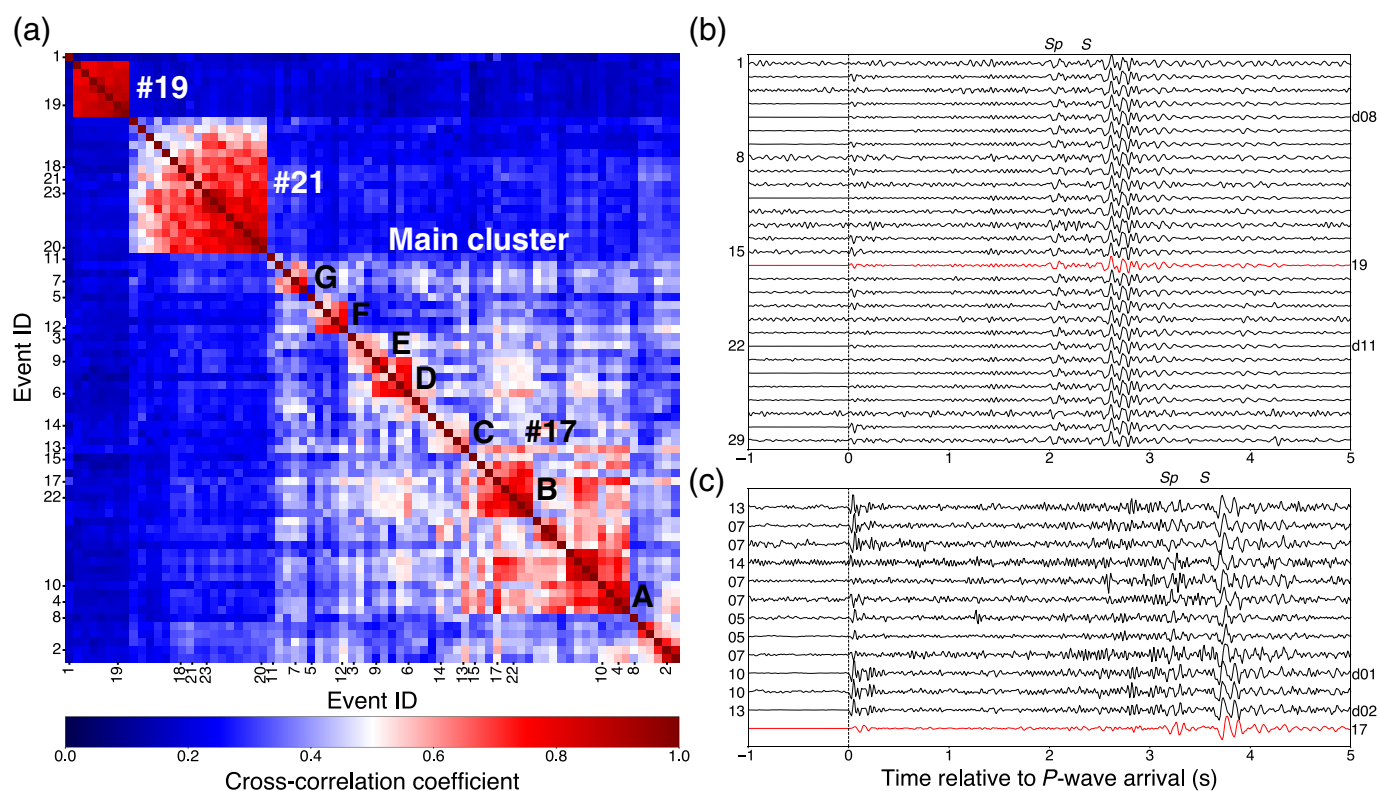 (a)
Event ID
1
19
18
21
23
20
11
7
5
12
3
9
6
14
13
15
17
22
10
4
8
2
#19
#21
Main cluster
G
F
E
D
C
#17
B
A
1
19
18
21
23
20
11
7
5
12
3
9
6
14
13
15
17
22
10
4
8
2
Event ID
0.0 0.2 0.4 0.6 0.8 1.0
Cross-correlation coefficient
(b)
Sp S
1
d08
8
15
19
22
d11
29
−1 0 1 2 3 4 5
(c)
Sp S
13
07
07
14
07
07
05
05
07
10 d01
10
13 d02
17
−1 0 1 2 3 4 5
Time relative to P-wave arrival (s)